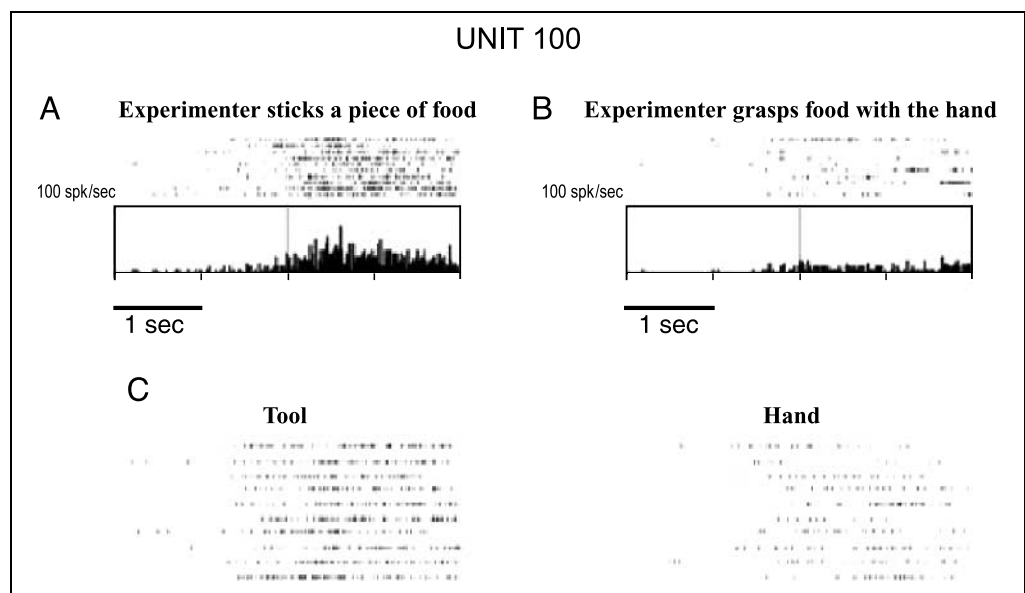 UNIT 100
A
Experimenter sticks a piece of food
B
Experimenter grasps food with the hand
100 spk/sec
100 spk/sec
1 sec
1 sec
C
Tool
Hand